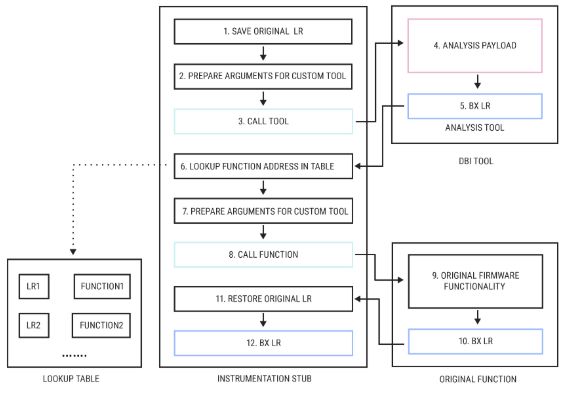 1. SAVE ORIGINAL LR
2. PREPARE ARGUMENTS FOR CUSTOM TOOL
3. CALL TOOL
4. ANALYSIS PAYLOAD
5. BX LR
ANALYSIS TOOL
DBI TOOL
6. LOOKUP FUNCTION ADDRESS IN TABLE
7. PREPARE ARGUMENTS FOR CUSTOM TOOL
8. CALL FUNCTION
9. ORIGINAL FIRMWARE
FUNCTIONALITY
10. BX LR
ORIGINAL FUNCTION
11. RESTORE ORIGINAL LR
12. BX LR
INSTRUMENTATION STUB
LR1 FUNCTION1
LR2 FUNCTION2
.......
LOOKUP TABLE